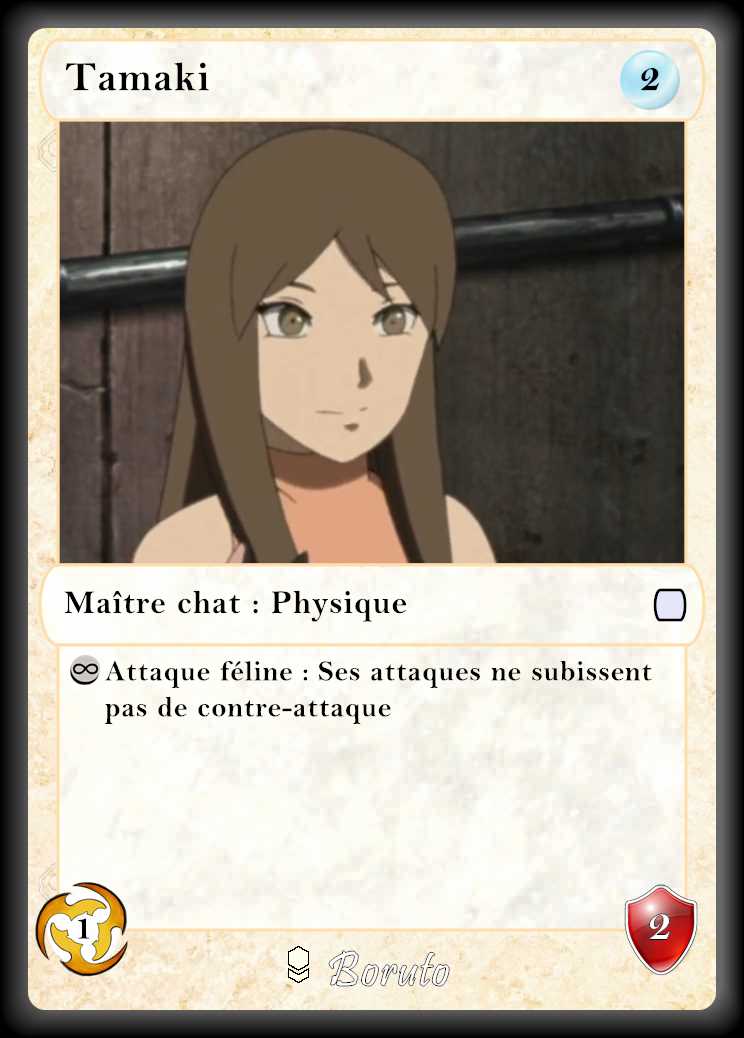 Tamaki
2
Maître chat : Physique
∞ Attaque féline : Ses attaques ne subissent
pas de contre-attaque
1
2
Boruto